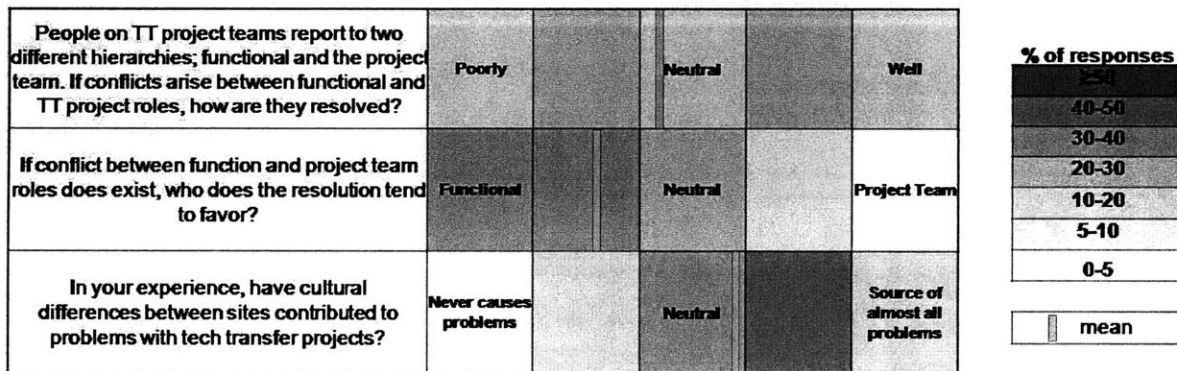 People on TT project teams report to two
different hierarchies; functional and the project
team. If conflicts arise between functional and
TT project roles, how are they resolved?
Poorly
Neutral
Well
If conflict between function and project team
roles does exist, who does the resolution tend
to favor?
Functional
Neutral
Project Team
In your experience, have cultural
differences between sites contributed to
problems with tech transfer projects?
Never causes
problems
Neutral
Source of
almost all
problems
% of responses
≥50
40-50
30-40
20-30
10-20
5-10
0-5
mean